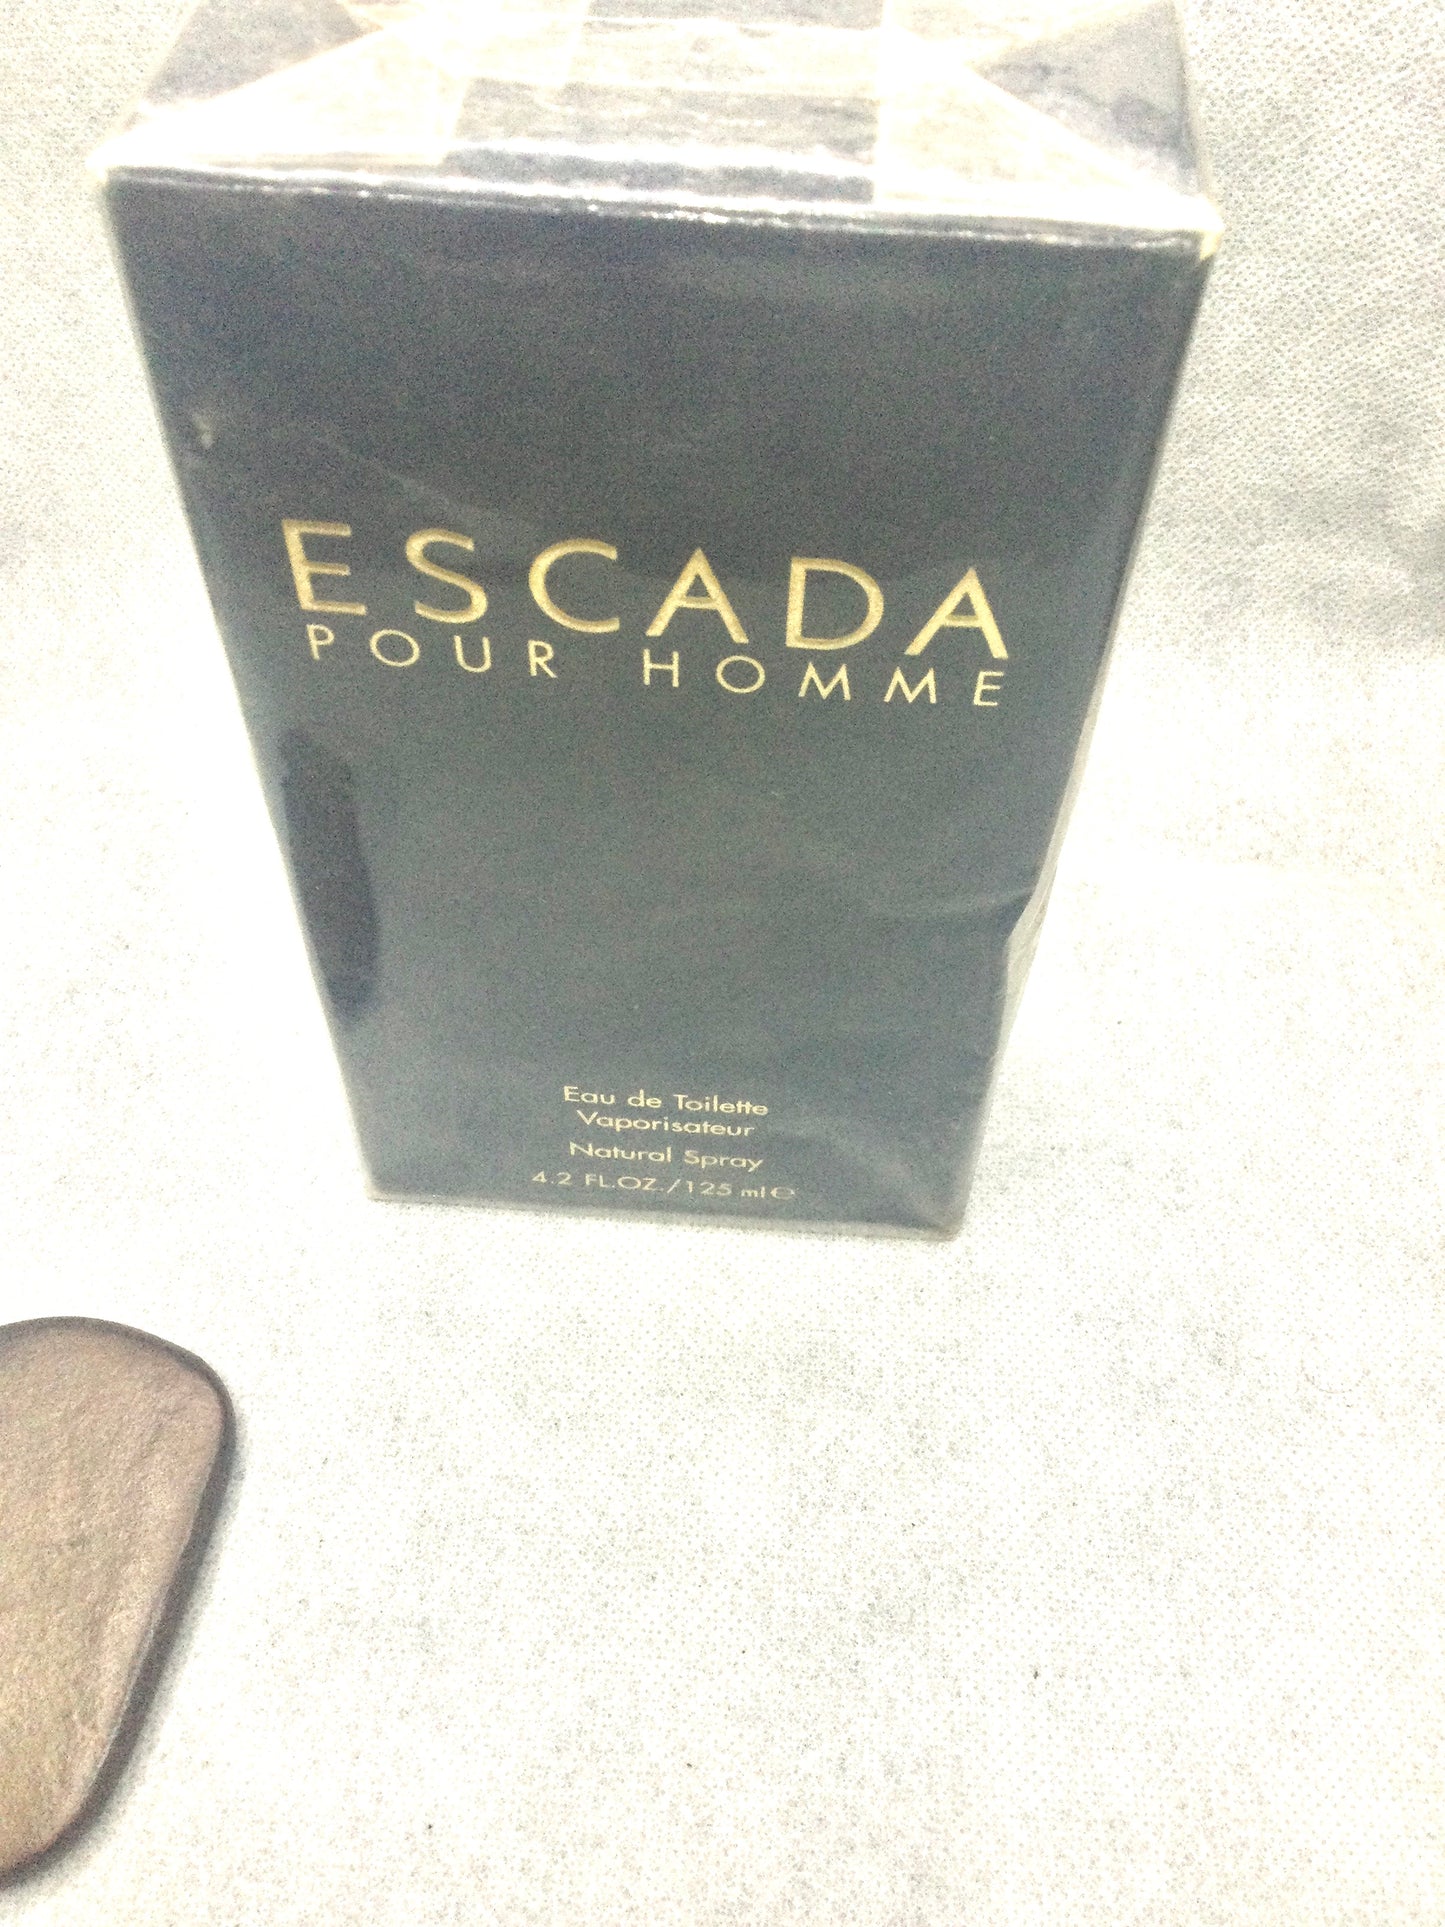 ESCADA
POUR HOMME
Eau de Toilette
Vaporisateur
Natural Spray
4.2 FL.OZ./125 ml ℮